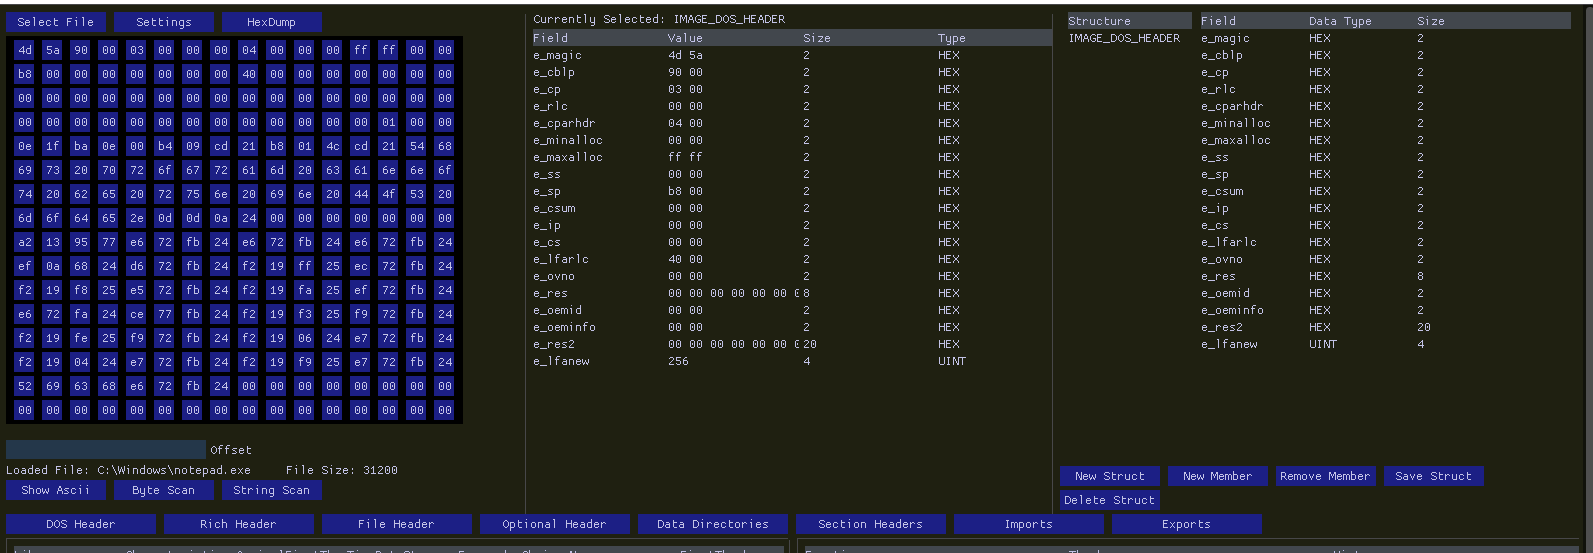 Select File Settings HexDump
4d 5a 90 00 03 00 00 00 04 00 00 00 ff ff 00 00
b8 00 00 00 00 00 00 00 40 00 00 00 00 00 00 00
00 00 00 00 00 00 00 00 00 00 00 00 00 00 00 00
00 00 00 00 00 00 00 00 00 00 00 00 00 01 00 00
0e 1f ba 0e 00 b4 09 cd 21 b8 01 4c cd 21 54 68
69 73 20 70 72 6f 67 72 61 6d 20 63 61 6e 6e 6f
74 20 62 65 20 72 75 6e 20 69 6e 20 44 4f 53 20
6d 6f 64 65 2e 0d 0d 0a 24 00 00 00 00 00 00 00
a2 13 95 77 e6 72 fb 24 e6 72 fb 24 e6 72 fb 24
ef 0a 68 24 d6 72 fb 24 f2 19 ff 25 ec 72 fb 24
f2 19 f8 25 e5 72 fb 24 f2 19 fa 25 ef 72 fb 24
e6 72 fa 24 ce 77 fb 24 f2 19 f3 25 f9 72 fb 24
f2 19 fe 25 f9 72 fb 24 f2 19 06 24 e7 72 fb 24
f2 19 04 24 e7 72 fb 24 f2 19 f9 25 e7 72 fb 24
52 69 63 68 e6 72 fb 24 00 00 00 00 00 00 00 00
00 00 00 00 00 00 00 00 00 00 00 00 00 00 00 00
Offset
Loaded File: C:\Windows\notepad.exe File Size: 31200
Show Ascii Byte Scan String Scan
Currently Selected: IMAGE_DOS_HEADER
Field Value Size Type
e_magic 4d 5a 2 HEX
e_cblp 90 00 2 HEX
e_cp 03 00 2 HEX
e_rlc 00 00 2 HEX
e_cparhdr 04 00 2 HEX
e_minalloc 00 00 2 HEX
e_maxalloc ff ff 2 HEX
e_ss 00 00 2 HEX
e_sp b8 00 2 HEX
e_csum 00 00 2 HEX
e_ip 00 00 2 HEX
e_cs 00 00 2 HEX
e_lfarlc 40 00 2 HEX
e_ovno 00 00 2 HEX
e_res 00 00 00 00 00 00 8 HEX
e_oemid 00 00 2 HEX
e_oeminfo 00 00 2 HEX
e_res2 00 00 00 00 00 00 20 HEX
e_lfanew 256 4 UINT
Structure
IMAGE_DOS_HEADER
Field Data Type Size
e_magic HEX 2
e_cblp HEX 2
e_cp HEX 2
e_rlc HEX 2
e_cparhdr HEX 2
e_minalloc HEX 2
e_maxalloc HEX 2
e_ss HEX 2
e_sp HEX 2
e_csum HEX 2
e_ip HEX 2
e_cs HEX 2
e_lfarlc HEX 2
e_ovno HEX 2
e_res HEX 8
e_oemid HEX 2
e_oeminfo HEX 2
e_res2 HEX 20
e_lfanew UINT 4
New Struct New Member Remove Member Save Struct
Delete Struct
DOS Header Rich Header File Header Optional Header Data Directories Section Headers Imports Exports